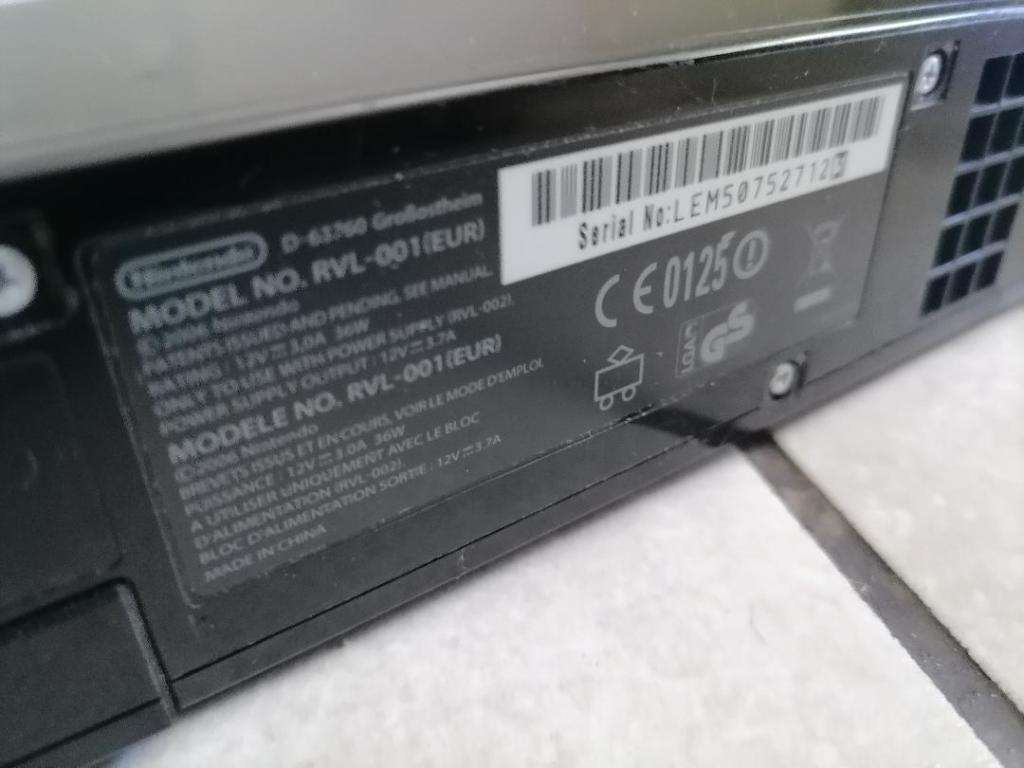 Nintendo D-63760 Großostheim
MODEL NO. RVL-001(EUR)
© 2006 Nintendo
PATENTS ISSUED AND PENDING. SEE MANUAL
RATING : 12V⎓3.0A 36W
ONLY TO USE WITH POWER SUPPLY (RVL-002).
POWER SUPPLY OUTPUT : 12V⎓3.7A
MODELE NO. RVL-001(EUR)
© 2006 Nintendo
BREVETS ISSUS ET EN COURS, VOIR LE MODE D'EMPLOI
PUISSANCE : 12V⎓3.0A 36W
A UTILISER UNIQUEMENT AVEC LE BLOC
D'ALIMENTATION (RVL-002).
BLOC D'ALIMENTATION SORTIE : 12V⎓3.7A
MADE IN CHINA
Serial No:LEM50752712 3
CE0125
LGA
GS